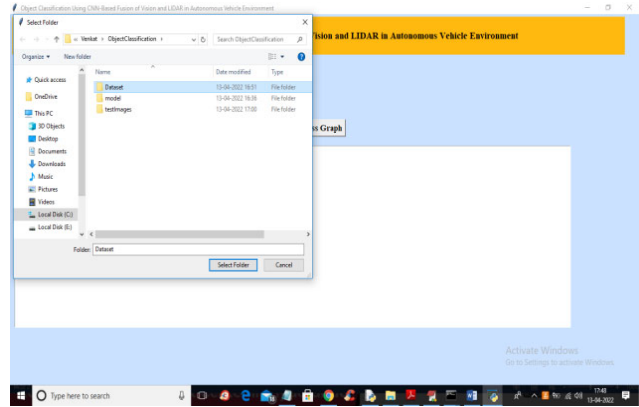 Object Classification Using CNN-Based Fusion of Vision and LIDAR in Autonomous Vehicle Environment
Select Folder
Vision and LIDAR in Autonomous Vehicle Environment
« Venkat > ObjectClassification >
Search ObjectClassification
Organize
New folder
Name
Date modified
Type
Quick access
OneDrive
This PC
3D Objects
Desktop
Documents
Downloads
Music
Pictures
Videos
Local Disk (C:)
Local Disk (E:)
Dataset
13-04-2022 16:51
File folder
model
13-04-2022 16:36
File folder
testImages
13-04-2022 17:00
File folder
ss Graph
Folder:
Dataset
Select Folder
Cancel
Activate Windows
Go to Settings to activate Windows.
Type here to search
17:48
13-04-2022